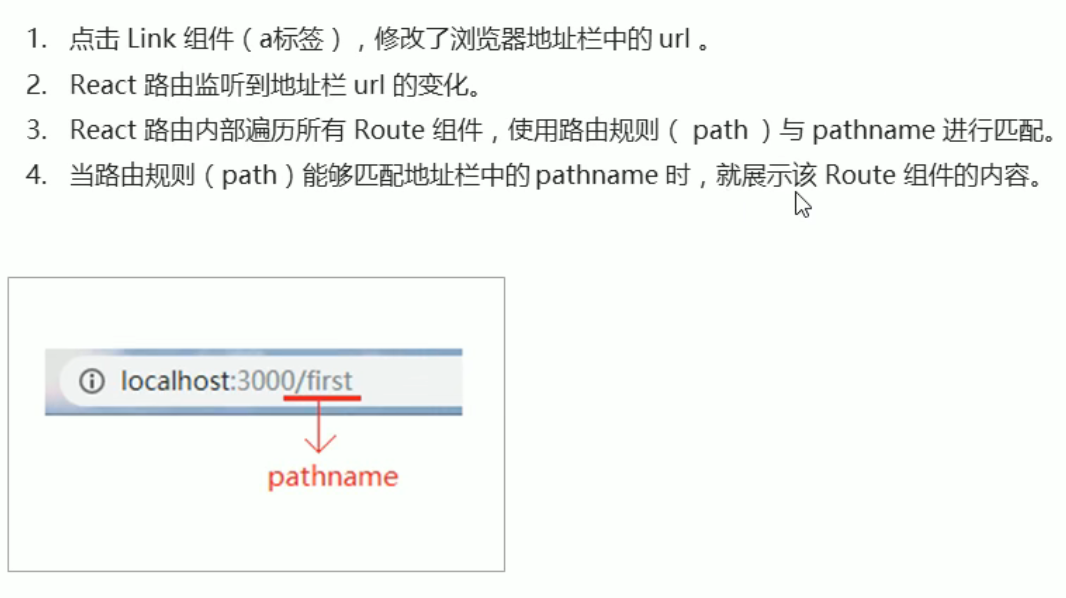 1. 点击 Link 组件（a标签），修改了浏览器地址栏中的 url 。
2. React 路由监听到地址栏 url 的变化。
3. React 路由内部遍历所有 Route 组件，使用路由规则（ path ）与 pathname 进行匹配。
4. 当路由规则（path）能够匹配地址栏中的 pathname 时，就展示该 Route 组件的内容。
localhost:3000/first
pathname